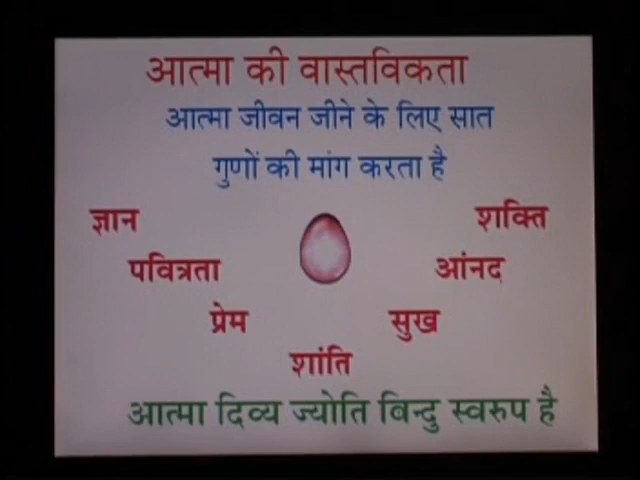 आत्मा की वास्तविकता
आत्मा जीवन जीने के लिए सात
गुणों की मांग करता है
ज्ञान
शक्ति
पवित्रता
आंनद
प्रेम
सुख
शांति
आत्मा दिव्य ज्योति बिन्दु स्वरुप है